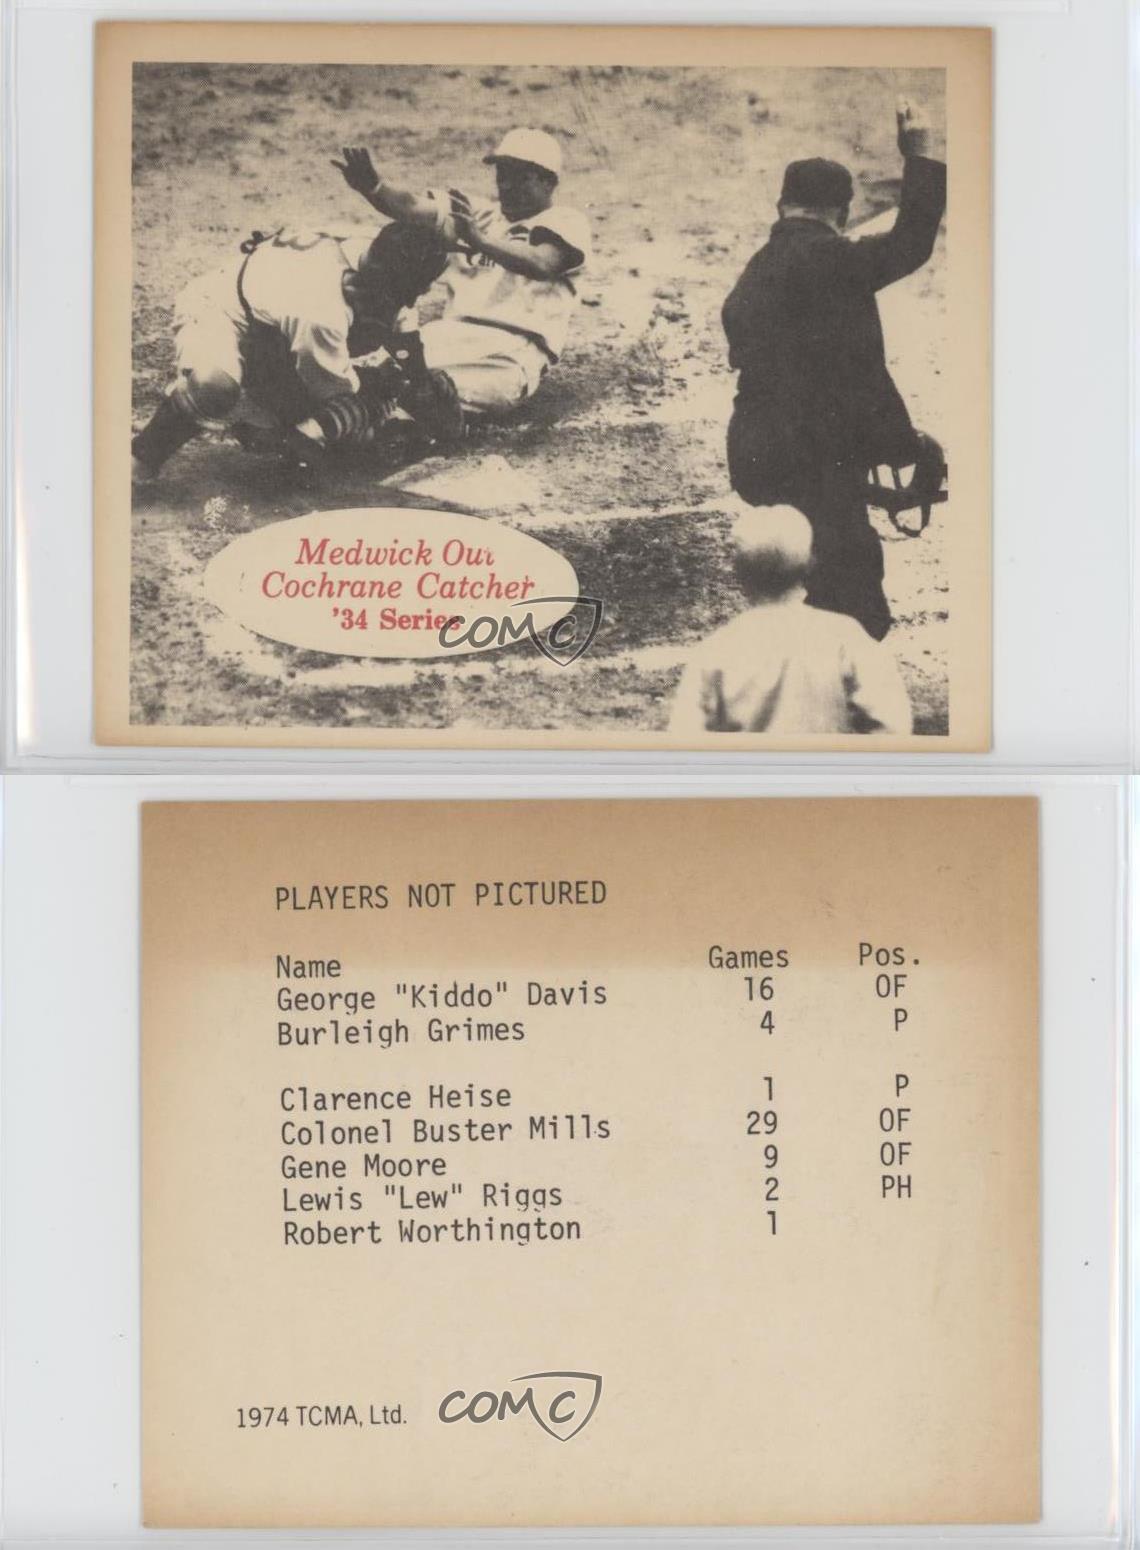 Medwick Out
Cochrane Catcher
'34 Series
COMC
PLAYERS NOT PICTURED
Name Games Pos.
George "Kiddo" Davis 16 OF
Burleigh Grimes 4 P
Clarence Heise 1 P
Colonel Buster Mills 29 OF
Gene Moore 9 OF
Lewis "Lew" Riggs 2 PH
Robert Worthington 1
1974 TCMA, Ltd.
COMC